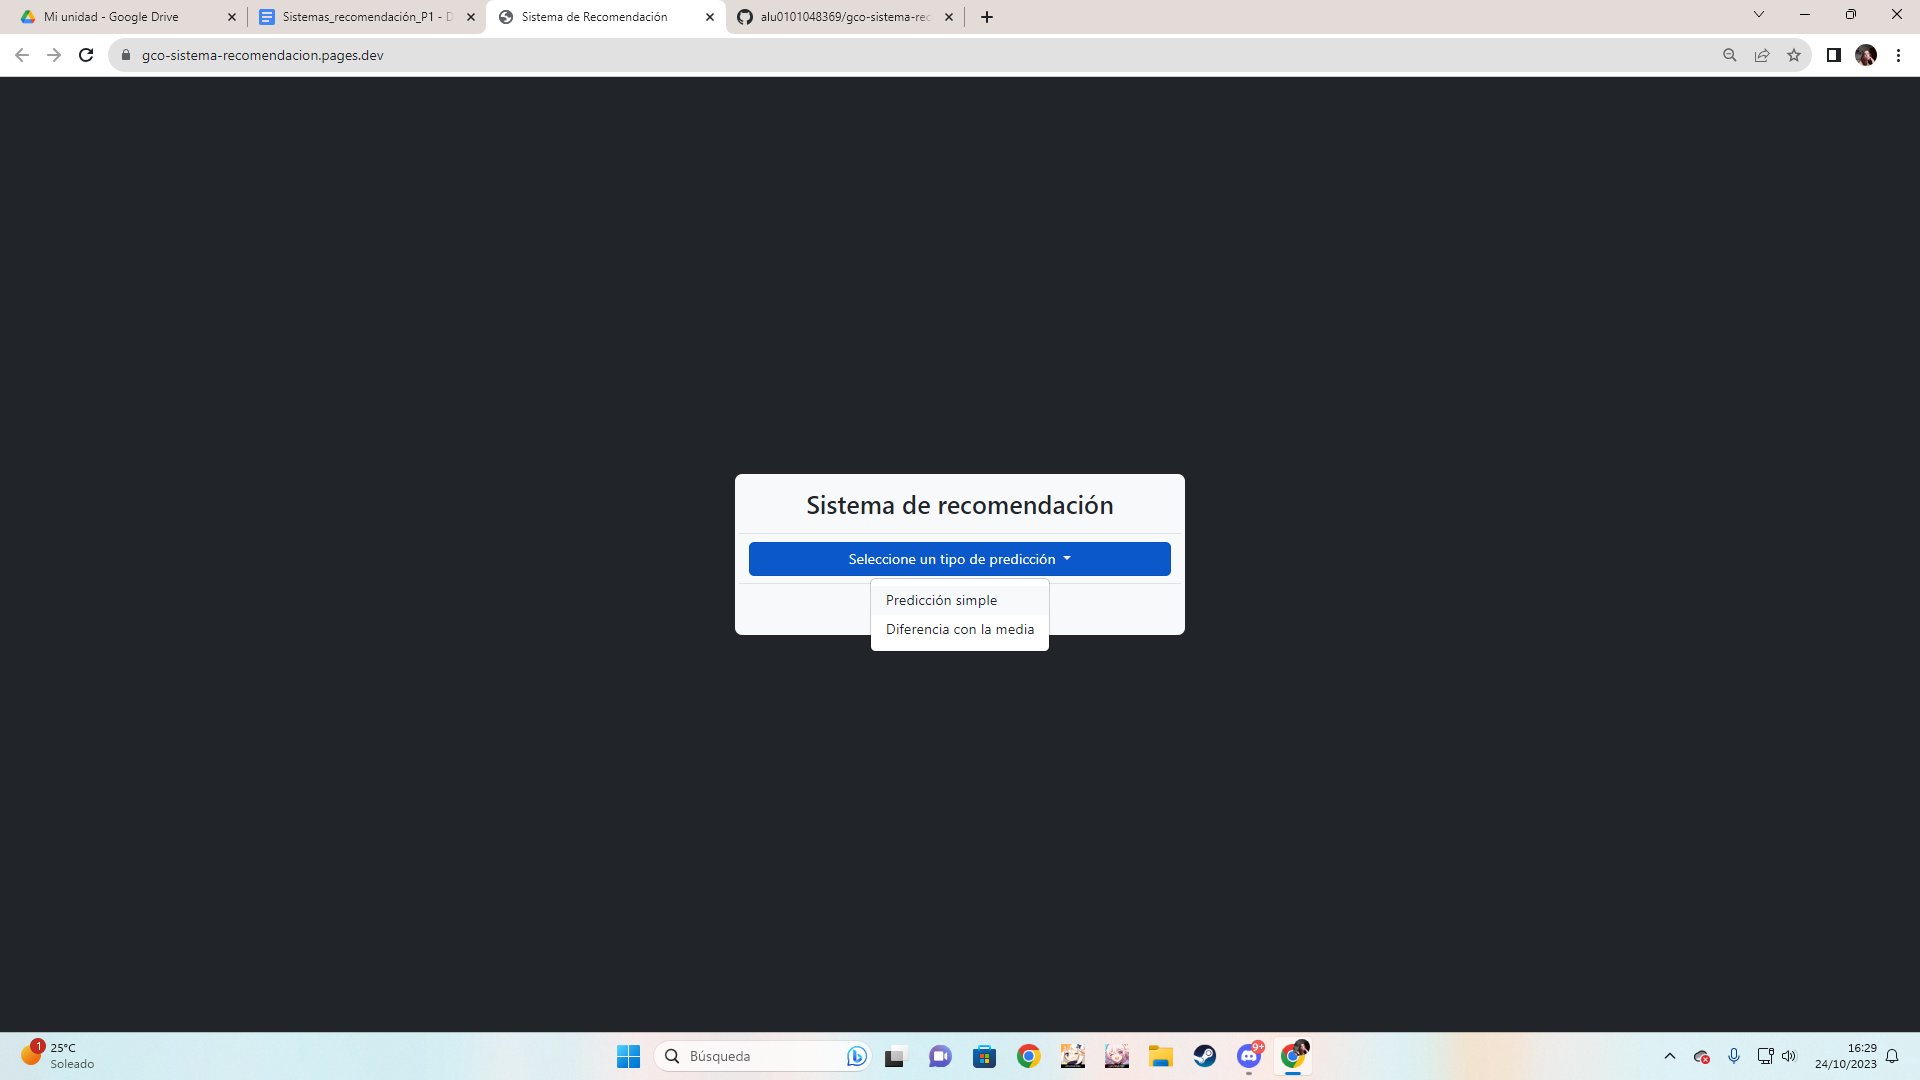 Mi unidad - Google Drive
Sistemas_recomendación_P1 - D
Sistema de Recomendación
alu0101048369/gco-sistema-rec
gco-sistema-recomendacion.pages.dev
Sistema de recomendación
Seleccione un tipo de predicción
Predicción simple
Diferencia con la media
1
25°C
Soleado
Búsqueda
9+
16:29
24/10/2023